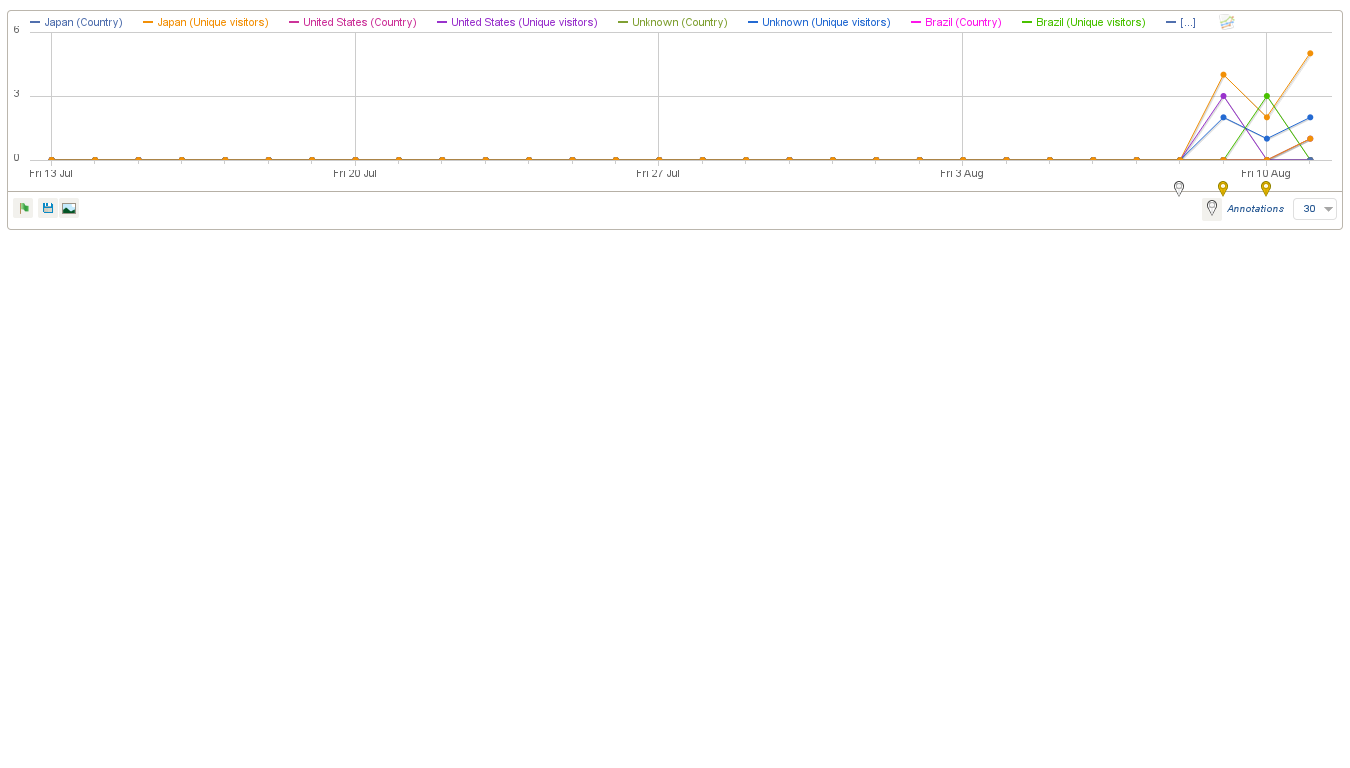 Japan (Country) Japan (Unique visitors) United States (Country) United States (Unique visitors) Unknown (Country) Unknown (Unique visitors) Brazil (Country) Brazil (Unique visitors) [...]
6
3
0
Fri 13 Jul Fri 20 Jul Fri 27 Jul Fri 3 Aug Fri 10 Aug
Annotations 30